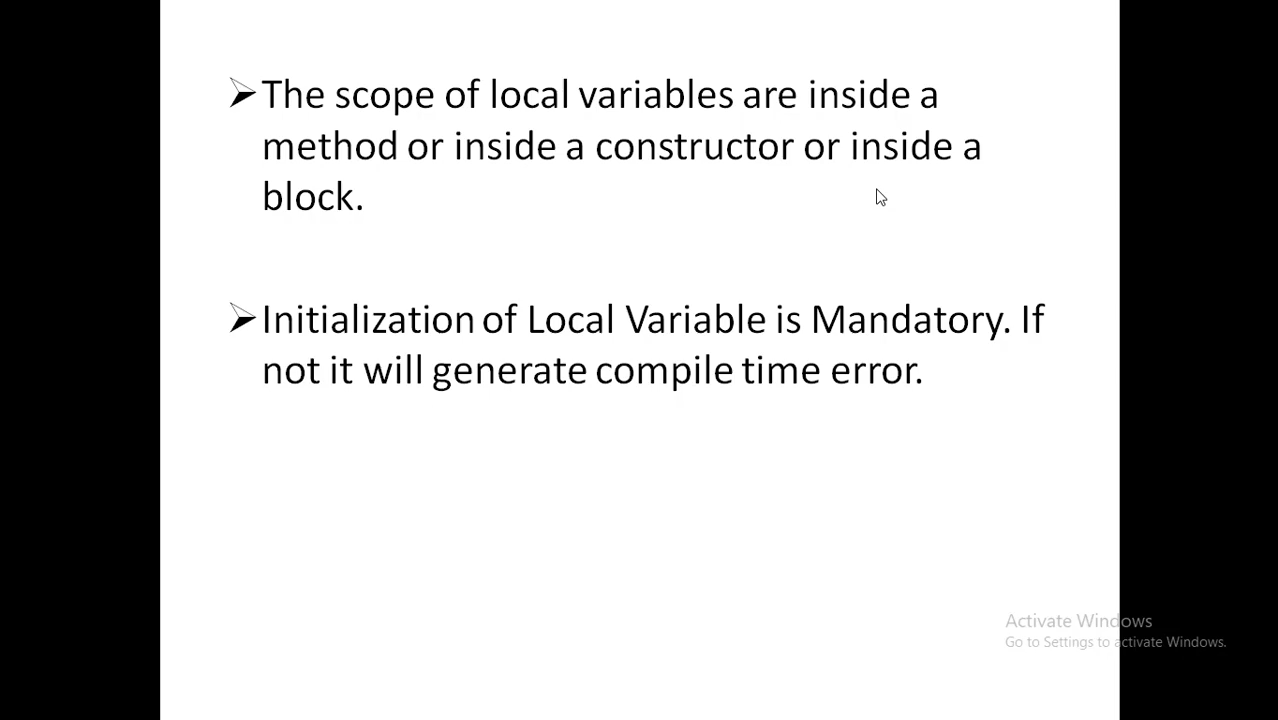 The scope of local variables are inside a
method or inside a constructor or inside a
block.
Initialization of Local Variable is Mandatory. If
not it will generate compile time error.
Activate Windows
Go to Settings to activate Windows.